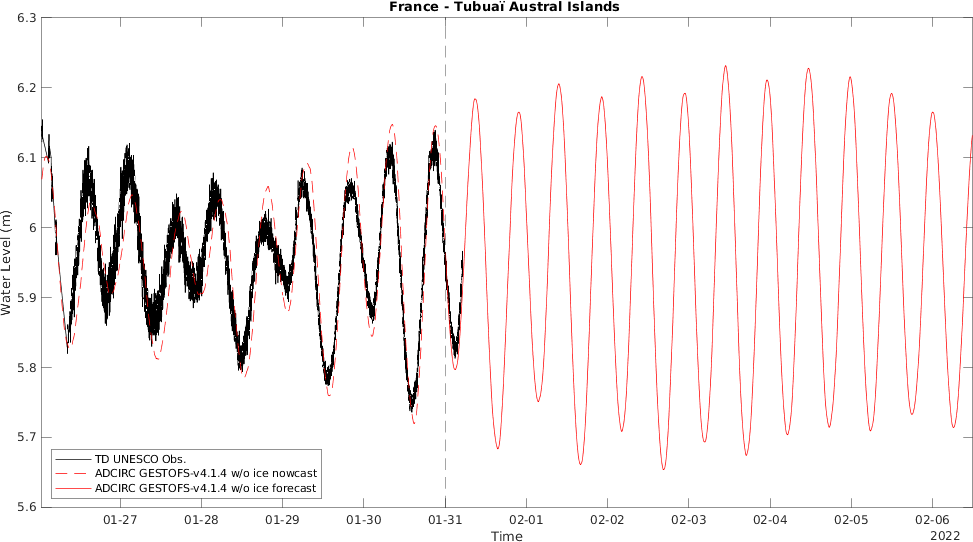 France - Tubuaï Austral Islands
6.3
6.2
6.1
6
5.9
5.8
5.7
5.6
Water Level (m)
TD UNESCO Obs.
ADCIRC GESTOFS-v4.1.4 w/o ice nowcast
ADCIRC GESTOFS-v4.1.4 w/o ice forecast
01-27 01-28 01-29 01-30 01-31 02-01 02-02 02-03 02-04 02-05 02-06
2022
Time